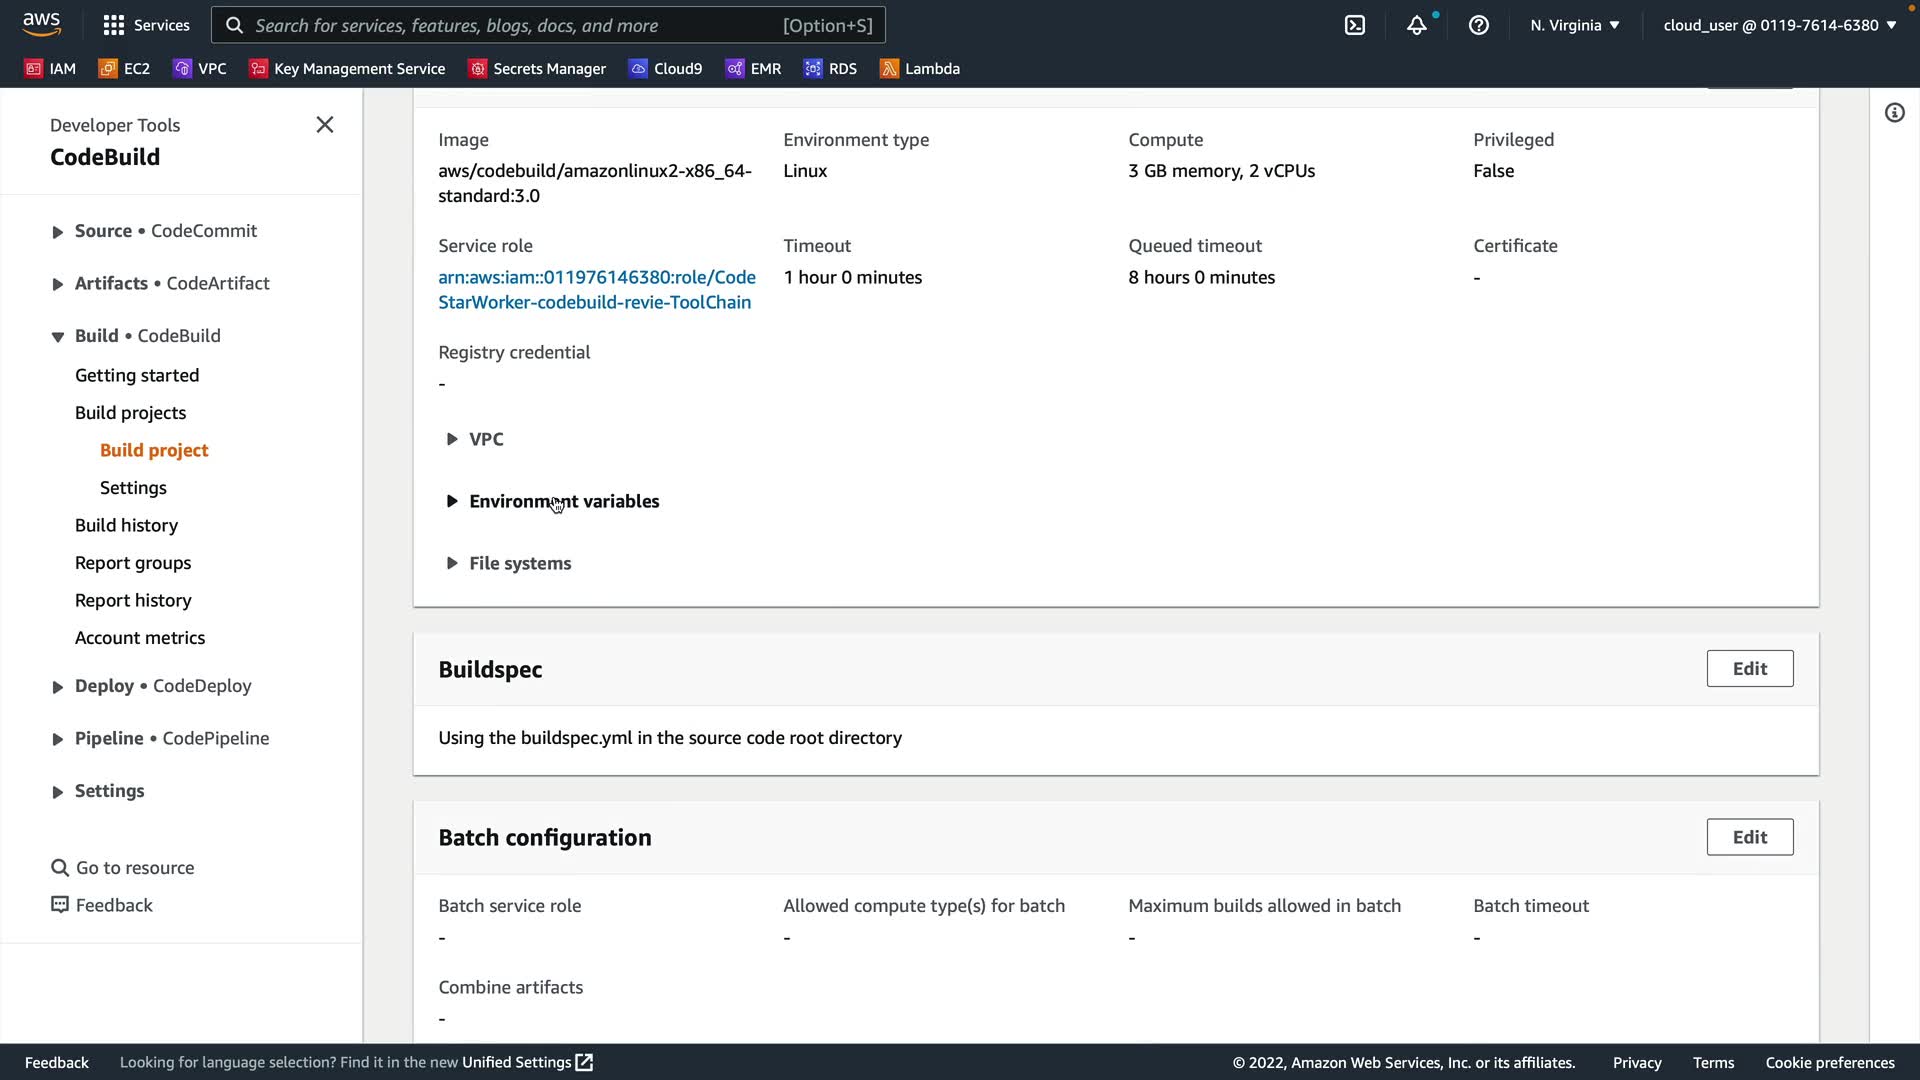 aws
Services
Search for services, features, blogs, docs, and more
[Option+S]
N. Virginia
cloud_user @ 0119-7614-6380
IAM
EC2
VPC
Key Management Service
Secrets Manager
Cloud9
EMR
RDS
Lambda
Developer Tools
CodeBuild
Source • CodeCommit
Artifacts • CodeArtifact
Build • CodeBuild
Getting started
Build projects
Build project
Settings
Build history
Report groups
Report history
Account metrics
Deploy • CodeDeploy
Pipeline • CodePipeline
Settings
Go to resource
Feedback
Image
aws/codebuild/amazonlinux2-x86_64-
standard:3.0
Environment type
Linux
Compute
3 GB memory, 2 vCPUs
Privileged
False
Service role
arn:aws:iam::011976146380:role/Code
StarWorker-codebuild-revie-ToolChain
Timeout
1 hour 0 minutes
Queued timeout
8 hours 0 minutes
Certificate
-
Registry credential
-
VPC
Environment variables
File systems
Buildspec
Edit
Using the buildspec.yml in the source code root directory
Batch configuration
Edit
Batch service role
-
Allowed compute type(s) for batch
-
Maximum builds allowed in batch
-
Batch timeout
-
Combine artifacts
-
Feedback
Looking for language selection? Find it in the new Unified Settings
© 2022, Amazon Web Services, Inc. or its affiliates.
Privacy
Terms
Cookie preferences